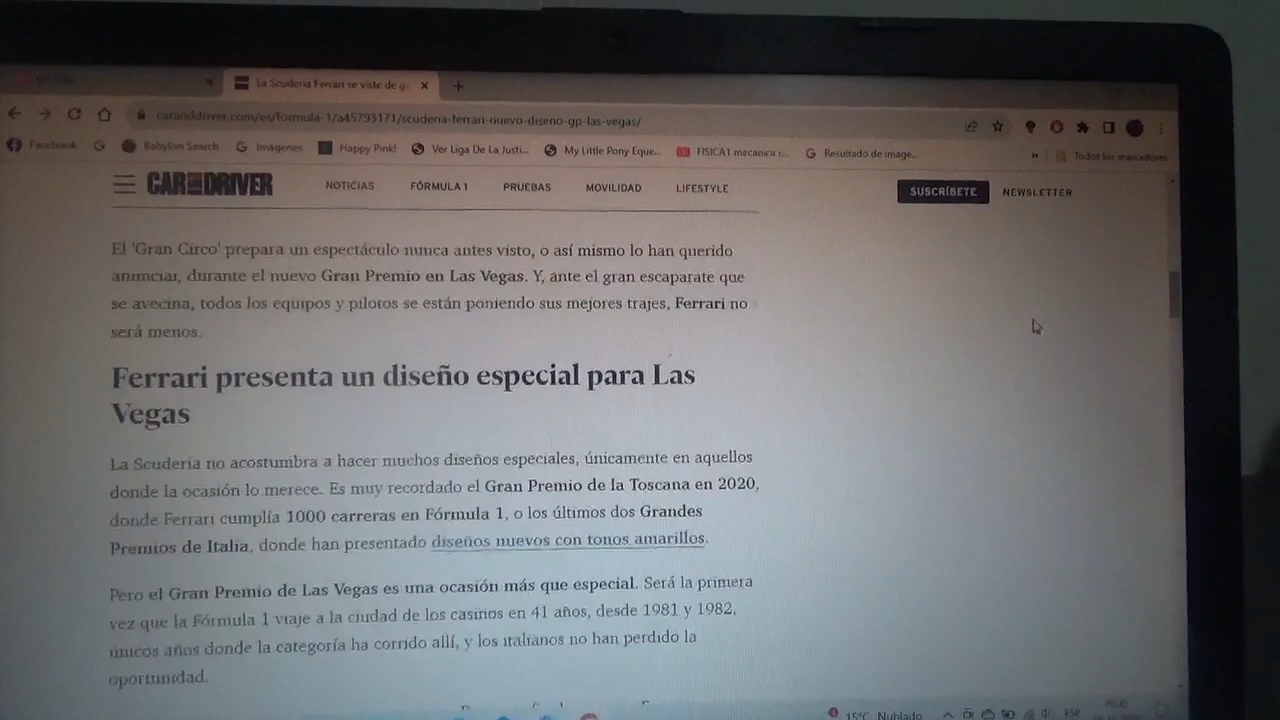 La Scuderia Ferrari se viste de g
caranddriver.com/es/formula-1/a45793171/scuderia-ferrari-nuevo-diseno-gp-las-vegas/
Facebook Babylon Search Imágenes Happy Pink! Ver Liga De La Justi... My Little Pony Eque... FISICA1 mecanica c... Resultado de image... » Todos los marcadores
CAR AND DRIVER NOTICIAS FÓRMULA 1 PRUEBAS MOVILIDAD LIFESTYLE SUSCRÍBETE NEWSLETTER
El 'Gran Circo' prepara un espectáculo nunca antes visto, o así mismo lo han querido
anunciar, durante el nuevo Gran Premio en Las Vegas. Y, ante el gran escaparate que
se avecina, todos los equipos y pilotos se están poniendo sus mejores trajes, Ferrari no
será menos.
Ferrari presenta un diseño especial para Las
Vegas
La Scuderia no acostumbra a hacer muchos diseños especiales, únicamente en aquellos
donde la ocasión lo merece. Es muy recordado el Gran Premio de la Toscana en 2020,
donde Ferrari cumplía 1000 carreras en Fórmula 1, o los últimos dos Grandes
Premios de Italia, donde han presentado diseños nuevos con tonos amarillos.
Pero el Gran Premio de Las Vegas es una ocasión más que especial. Será la primera
vez que la Fórmula 1 viaje a la ciudad de los casinos en 41 años, desde 1981 y 1982,
únicos años donde la categoría ha corrido allí, y los italianos no han perdido la
oportunidad.
15°C Nublado ESP